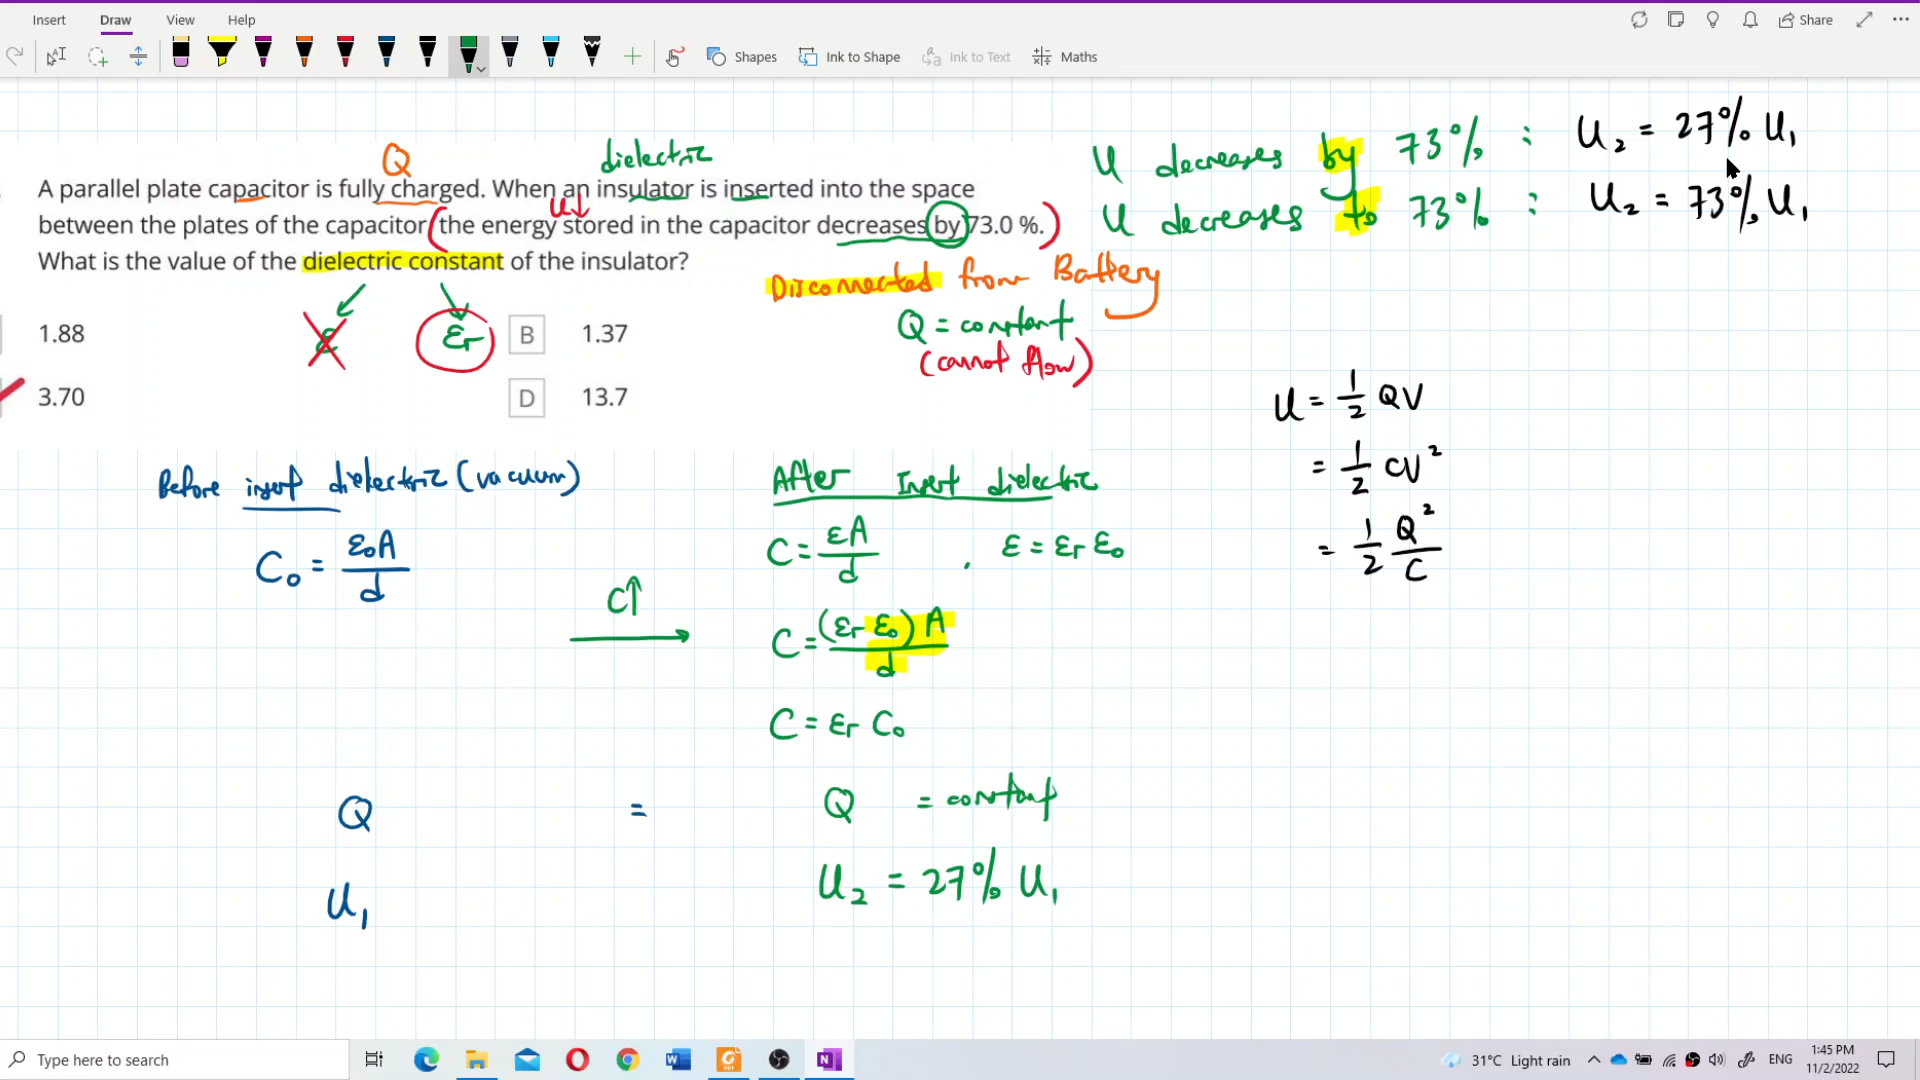 Insert Draw View Help
Share
Shapes Ink to Shape Ink to Text Maths
Q
dielectric
A parallel plate capacitor is fully charged. When an insulator is inserted into the space
U↓
between the plates of the capacitor (the energy stored in the capacitor decreases by 73.0 %.)
What is the value of the dielectric constant of the insulator?
U decreases by 73% : U₂ = 27% U₁
U decreases to 73% : U₂ = 73% U₁
Disconnected from Battery
Q = constant
(cannot flow)
1.88
ε εr
B 1.37
3.70
D 13.7
U = 1/2 QV
= 1/2 CV²
= 1/2 Q²/C
Before insert dielectric (vacuum)
C₀ = ε₀A/d
C↑
After Insert dielectric
C = εA/d , ε = εr ε₀
C = (εr ε₀) A/d
C = εr C₀
Q = Q = constant
U₁ U₂ = 27% U₁
Type here to search
31°C Light rain
ENG
1:45 PM
11/2/2022